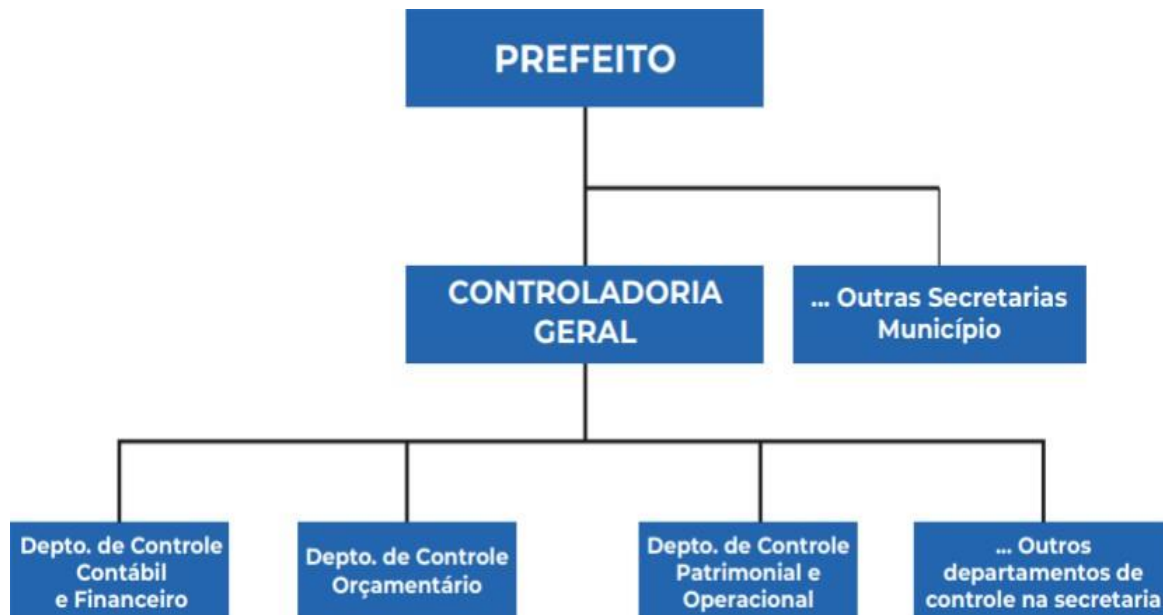 PREFEITO
CONTROLADORIA
GERAL
... Outras Secretarias
Município
Depto. de Controle
Contábil
e Financeiro
Depto. de Controle
Orçamentário
Depto. de Controle
Patrimonial e
Operacional
... Outros
departamentos de
controle na secretaria